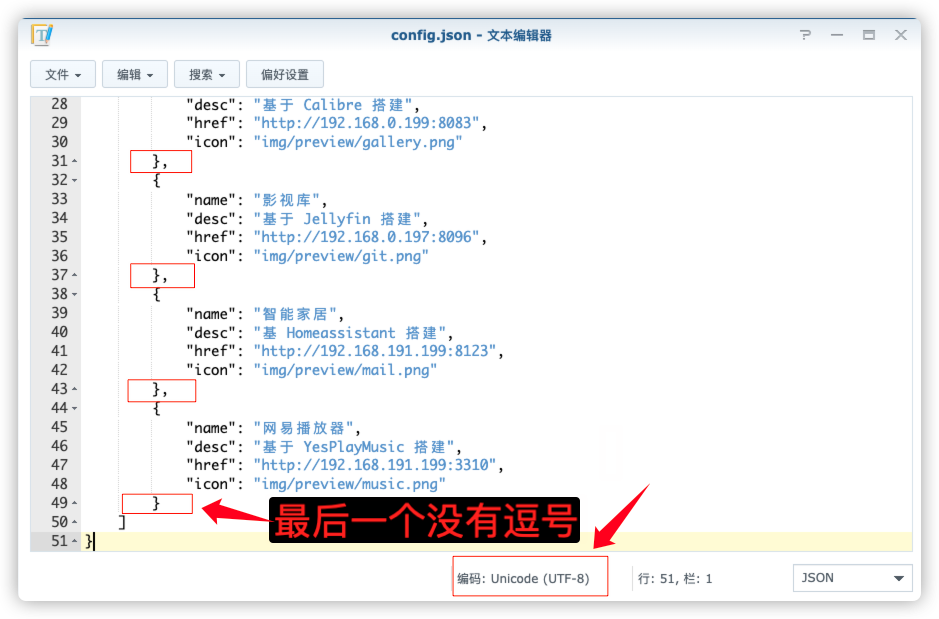 config.json - 文本编辑器
文件 编辑 搜索 偏好设置
28 "desc": "基于 Calibre 搭建",
29 "href": "http://192.168.0.199:8083",
30 "icon": "img/preview/gallery.png"
31 },
32 {
33 "name": "影视库",
34 "desc": "基于 Jellyfin 搭建",
35 "href": "http://192.168.0.197:8096",
36 "icon": "img/preview/git.png"
37 },
38 {
39 "name": "智能家居",
40 "desc": "基 Homeassistant 搭建",
41 "href": "http://192.168.191.199:8123",
42 "icon": "img/preview/mail.png"
43 },
44 {
45 "name": "网易播放器",
46 "desc": "基于 YesPlayMusic 搭建",
47 "href": "http://192.168.191.199:3310",
48 "icon": "img/preview/music.png"
49 }
最后一个没有逗号
50 ]
51 }
编码: Unicode (UTF-8) 行: 51, 栏: 1 JSON